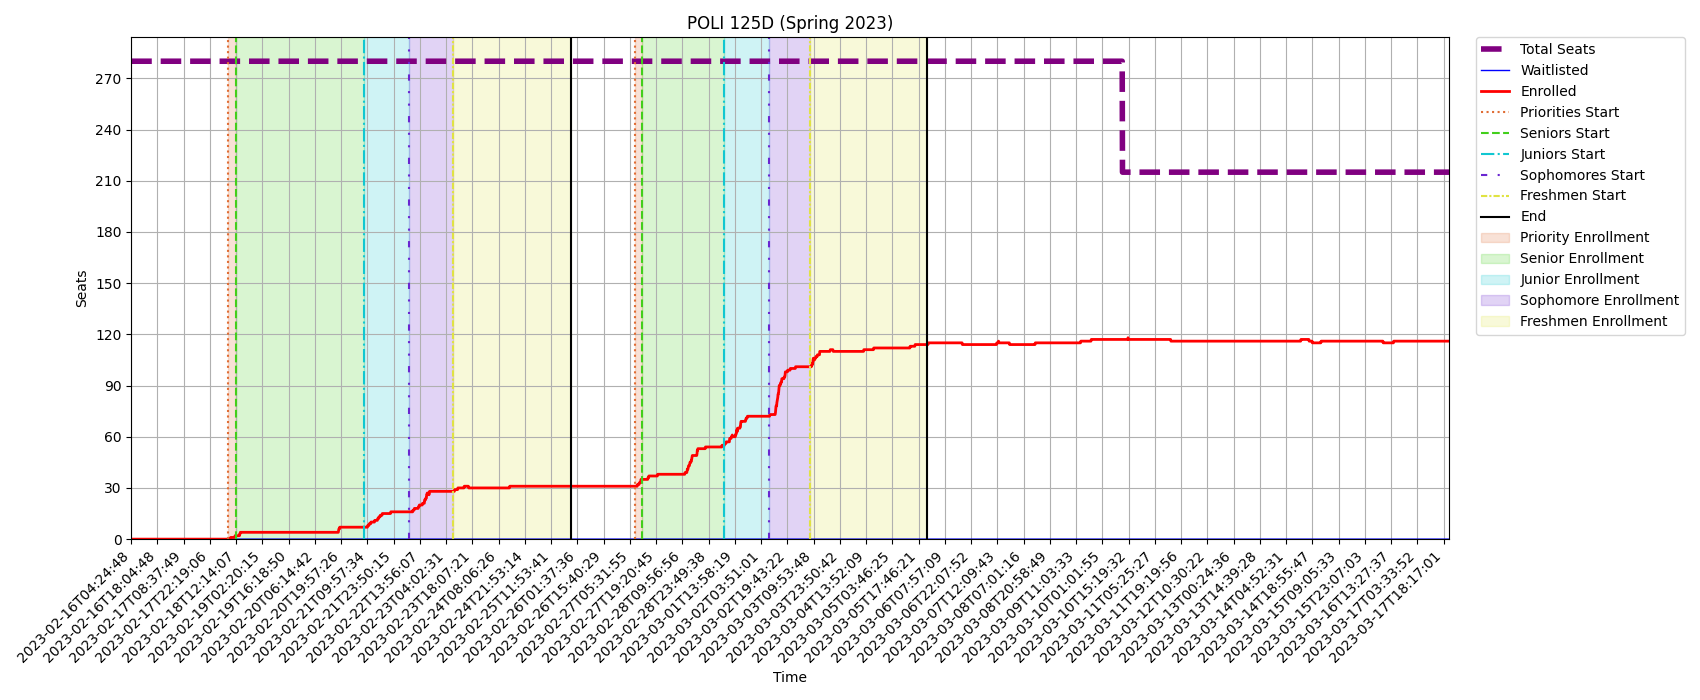 POLI 125D (Spring 2023)
Seats
270
240
210
180
150
120
90
60
30
0
2023-02-16T04:24:48
2023-02-16T18:04:48
2023-02-17T08:37:49
2023-02-17T22:19:06
2023-02-18T12:14:07
2023-02-19T02:20:15
2023-02-19T16:18:50
2023-02-20T06:14:42
2023-02-20T19:57:26
2023-02-21T09:57:34
2023-02-21T23:50:15
2023-02-22T13:56:07
2023-02-23T04:02:31
2023-02-23T18:07:21
2023-02-24T08:06:26
2023-02-24T21:53:14
2023-02-25T11:53:41
2023-02-26T01:37:36
2023-02-26T15:40:29
2023-02-27T05:31:55
2023-02-27T19:20:45
2023-02-28T09:56:56
2023-02-28T23:49:38
2023-03-01T13:58:19
2023-03-02T03:51:01
2023-03-02T19:43:22
2023-03-03T09:53:48
2023-03-03T23:50:42
2023-03-04T13:52:09
2023-03-05T03:46:25
2023-03-05T17:46:21
2023-03-06T07:57:09
2023-03-06T22:07:52
2023-03-07T12:09:43
2023-03-08T07:01:16
2023-03-08T20:58:49
2023-03-09T11:03:33
2023-03-10T01:01:55
2023-03-10T15:19:32
2023-03-11T05:25:27
2023-03-11T19:19:56
2023-03-12T10:30:22
2023-03-13T00:24:36
2023-03-13T14:39:28
2023-03-14T04:52:31
2023-03-14T18:55:47
2023-03-15T09:05:33
2023-03-15T23:07:03
2023-03-16T13:27:37
2023-03-17T03:33:52
2023-03-17T18:17:01
Time
Total Seats
Waitlisted
Enrolled
Priorities Start
Seniors Start
Juniors Start
Sophomores Start
Freshmen Start
End
Priority Enrollment
Senior Enrollment
Junior Enrollment
Sophomore Enrollment
Freshmen Enrollment